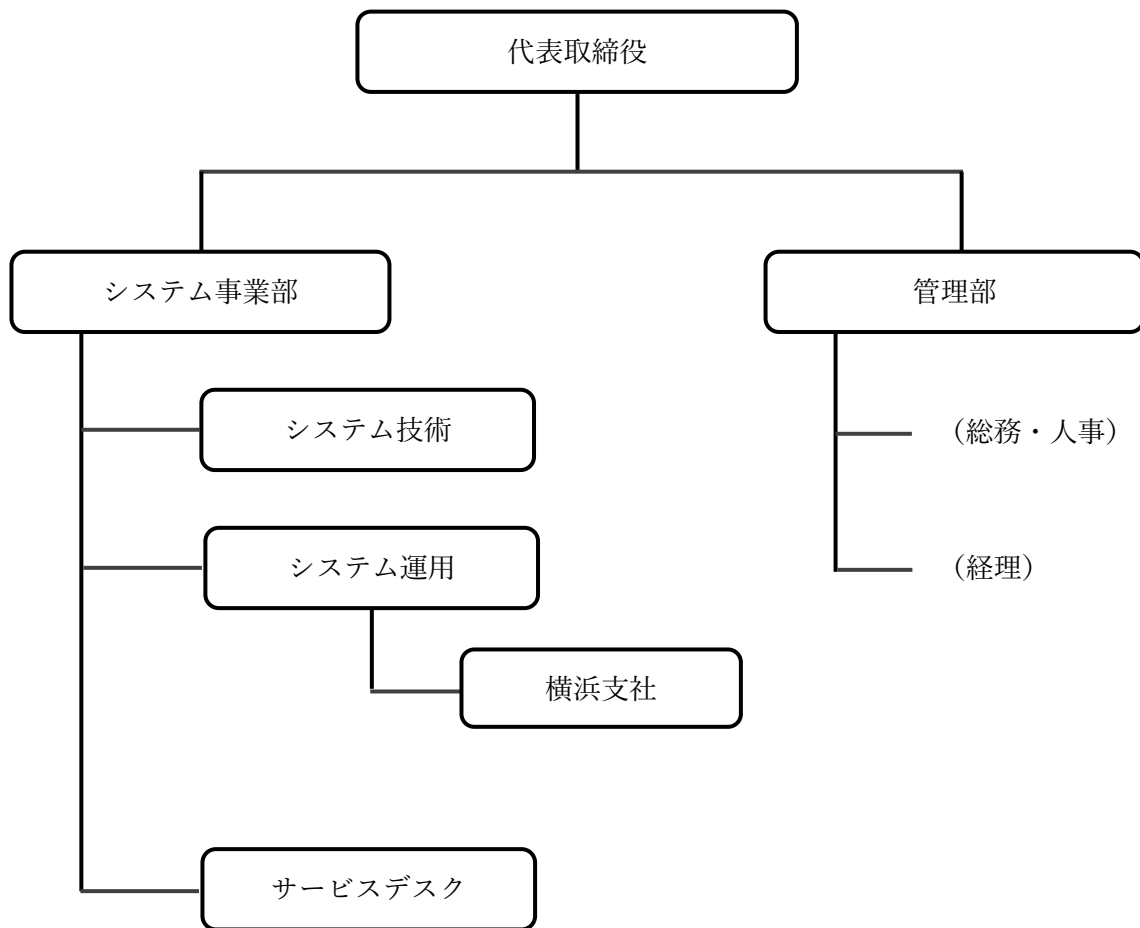 代表取締役
システム事業部
管理部
システム技術
（総務・人事）
システム運用
（経理）
横浜支社
サービスデスク